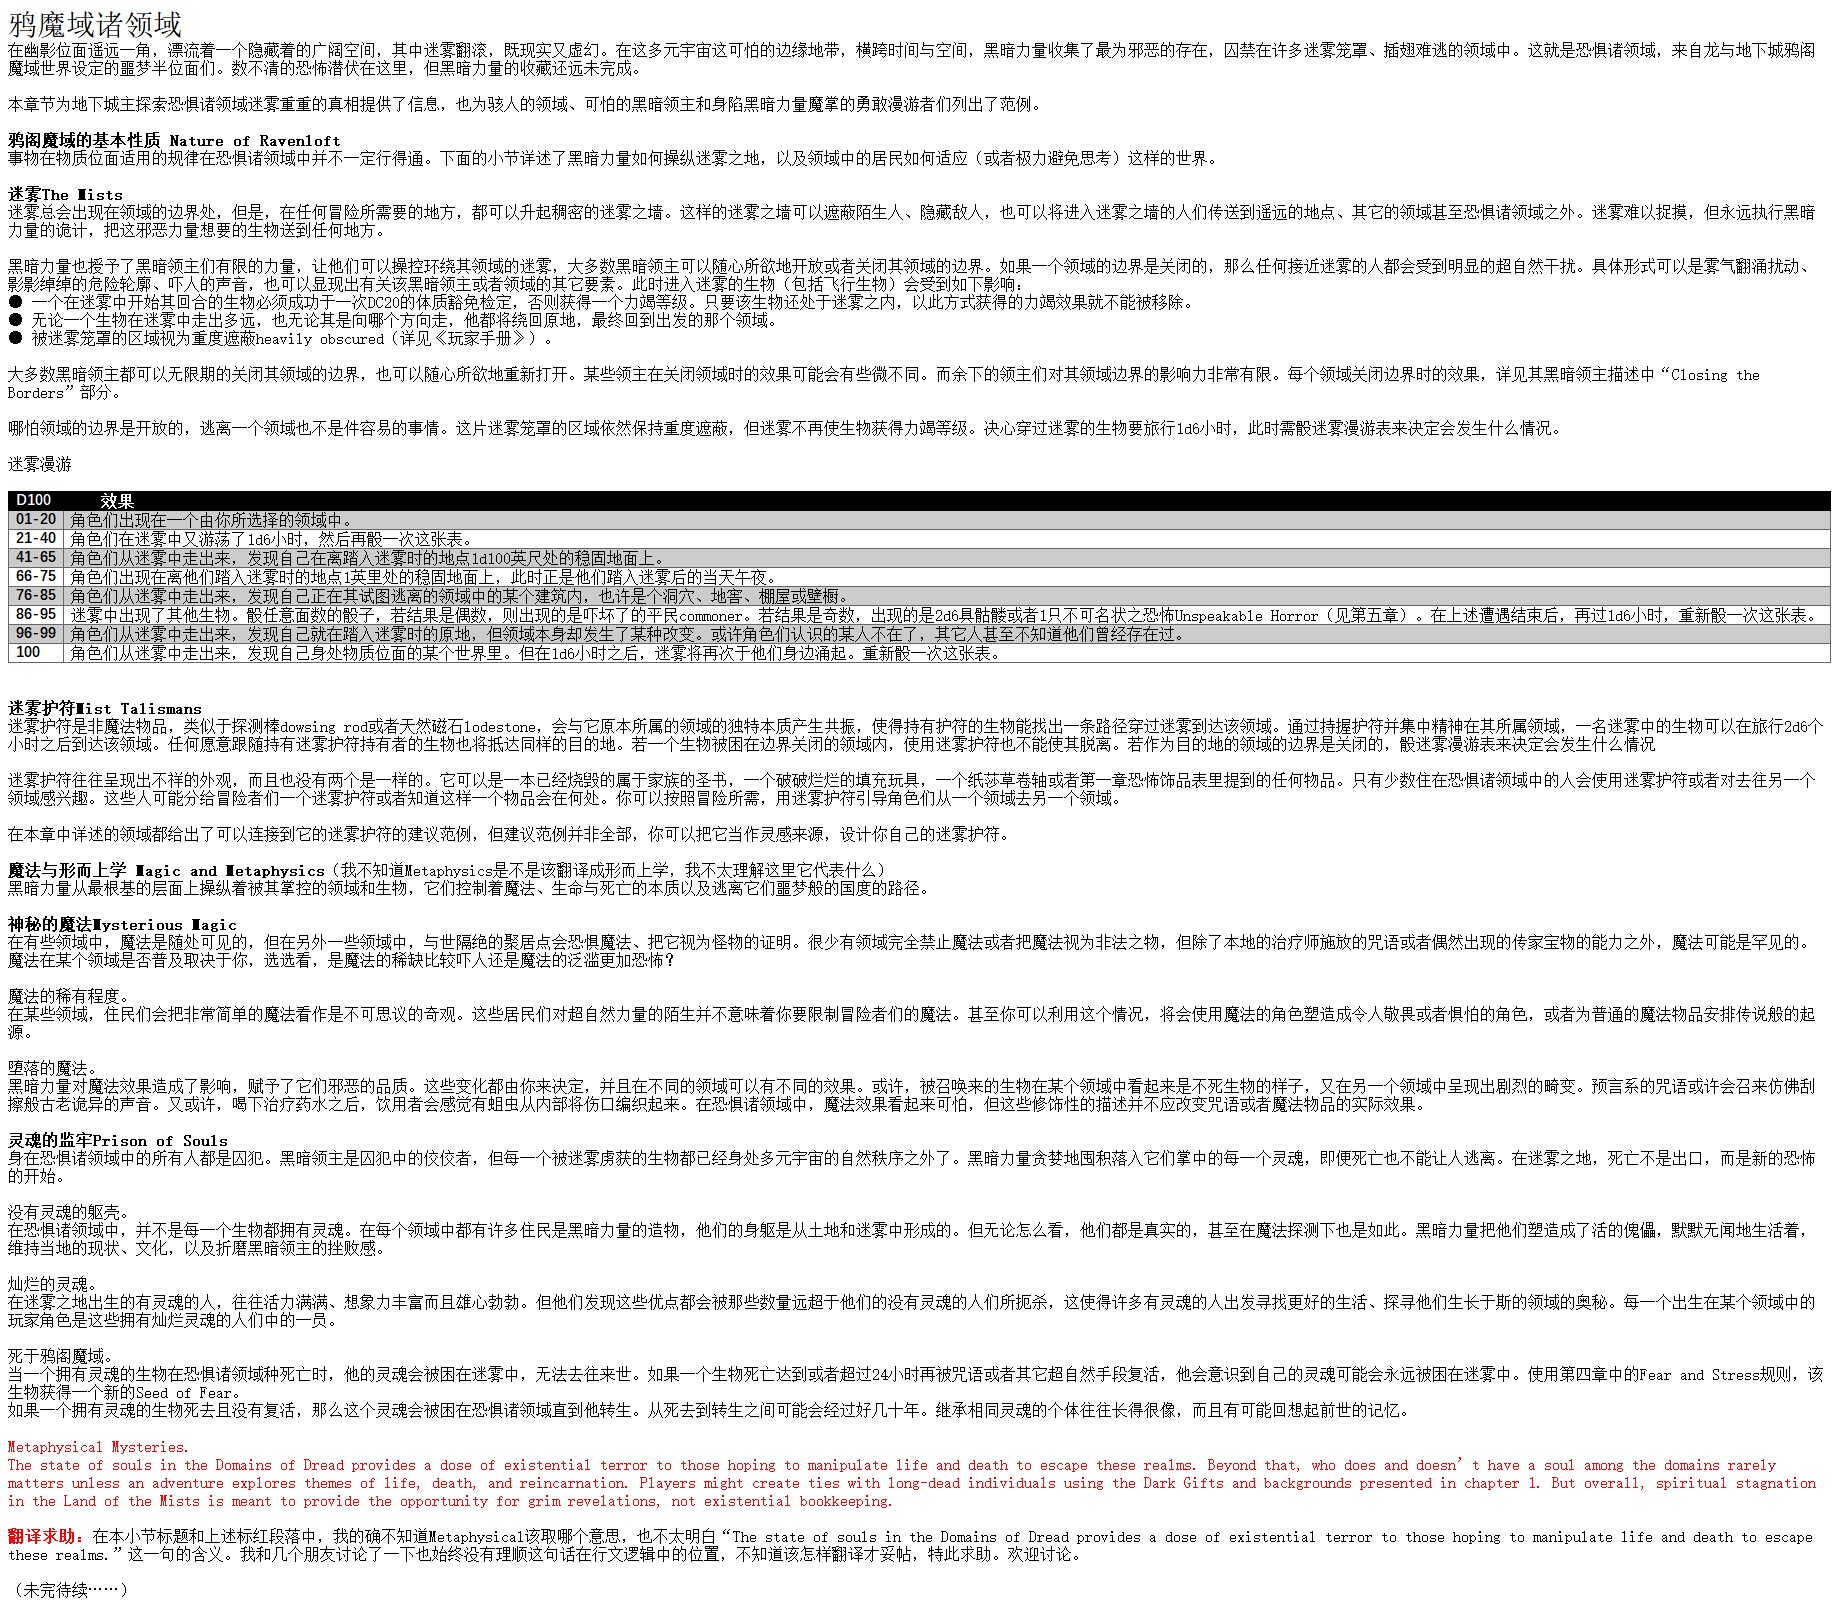 鸦魔域诸领域
在幽影位面遥远一角，漂流着一个隐藏着的广阔空间，其中迷雾翻滚，既现实又虚幻。在这多元宇宙这可怕的边缘地带，横跨时间与空间，黑暗力量收集了最为邪恶的存在，囚禁在许多迷雾笼罩、插翅难逃的领域中。这就是恐惧诸领域，来自龙与地下城鸦阁
魔域世界设定的噩梦半位面们。数不清的恐怖潜伏在这里，但黑暗力量的收藏还远未完成。
本章节为地下城主探索恐惧诸领域迷雾重重的真相提供了信息，也为骇人的领域、可怕的黑暗领主和身陷黑暗力量魔掌的勇敢漫游者们列出了范例。
鸦阁魔域的基本性质 Nature of Ravenloft
事物在物质位面适用的规律在恐惧诸领域中并不一定行得通。下面的小节详述了黑暗力量如何操纵迷雾之地，以及领域中的居民如何适应（或者极力避免思考）这样的世界。
迷雾The Mists
迷雾总会出现在领域的边界处，但是，在任何冒险所需要的地方，都可以升起稠密的迷雾之墙。这样的迷雾之墙可以遮蔽陌生人、隐藏敌人，也可以将进入迷雾之墙的人们传送到遥远的地点、其它的领域甚至恐惧诸领域之外。迷雾难以捉摸，但永远执行黑暗
力量的诡计，把这邪恶力量想要的生物送到任何地方。
黑暗力量也授予了黑暗领主们有限的力量，让他们可以操控环绕其领域的迷雾，大多数黑暗领主可以随心所欲地开放或者关闭其领域的边界。如果一个领域的边界是关闭的，那么任何接近迷雾的人都会受到明显的超自然干扰。具体形式可以是雾气翻涌扰动、
影影绰绰的危险轮廓、吓人的声音，也可以显现出有关该黑暗领主或者领域的其它要素。此时进入迷雾的生物（包括飞行生物）会受到如下影响：
● 一个在迷雾中开始其回合的生物必须成功于一次DC20的体质豁免检定，否则获得一个力竭等级。只要该生物还处于迷雾之内，以此方式获得的力竭效果就不能被移除。
● 无论一个生物在迷雾中走出多远，也无论其是向哪个方向走，他都将绕回原地，最终回到出发的那个领域。
● 被迷雾笼罩的区域视为重度遮蔽heavily obscured（详见《玩家手册》）。
大多数黑暗领主都可以无限期的关闭其领域的边界，也可以随心所欲地重新打开。某些领主在关闭领域时的效果可能会有些微不同。而余下的领主们对其领域边界的影响力非常有限。每个领域关闭边界时的效果，详见其黑暗领主描述中“Closing the
Borders”部分。
哪怕领域的边界是开放的，逃离一个领域也不是件容易的事情。这片迷雾笼罩的区域依然保持重度遮蔽，但迷雾不再使生物获得力竭等级。决心穿过迷雾的生物要旅行1d6小时，此时需骰迷雾漫游表来决定会发生什么情况。
迷雾漫游
D100 效果
01-20 角色们出现在一个由你所选择的领域中。
21-40 角色们在迷雾中又游荡了1d6小时，然后再骰一次这张表。
41-65 角色们从迷雾中走出来，发现自己在离踏入迷雾时的地点1d100英尺处的稳固地面上。
66-75 角色们出现在离他们踏入迷雾时的地点1英里处的稳固地面上，此时正是他们踏入迷雾后的当天午夜。
76-85 角色们从迷雾中走出来，发现自己正在其试图逃离的领域中的某个建筑内，也许是个洞穴、地窖、棚屋或壁橱。
86-95 迷雾中出现了其他生物。骰任意面数的骰子，若结果是偶数，则出现的是吓坏了的平民commoner。若结果是奇数，出现的是2d6具骷髅或者1只不可名状之恐怖Unspeakable Horror（见第五章）。在上述遭遇结束后，再过1d6小时，重新骰一次这张表。
96-99 角色们从迷雾中走出来，发现自己就在踏入迷雾时的原地，但领域本身却发生了某种改变。或许角色们认识的某人不在了，其它人甚至不知道他们曾经存在过。
100 角色们从迷雾中走出来，发现自己身处物质位面的某个世界里。但在1d6小时之后，迷雾将再次于他们身边涌起。重新骰一次这张表。
迷雾护符Mist Talismans
迷雾护符是非魔法物品，类似于探测棒dowsing rod或者天然磁石lodestone，会与它原本所属的领域的独特本质产生共振，使得持有护符的生物能找出一条路径穿过迷雾到达该领域。通过持握护符并集中精神在其所属领域，一名迷雾中的生物可以在旅行2d6个
小时之后到达该领域。任何愿意跟随持有迷雾护符持有者的生物也将抵达同样的目的地。若一个生物被困在边界关闭的领域内，使用迷雾护符也不能使其脱离。若作为目的地的领域的边界是关闭的，骰迷雾漫游表来决定会发生什么情况
迷雾护符往往呈现出不祥的外观，而且也没有两个是一样的。它可以是一本已经烧毁的属于家族的圣书，一个破破烂烂的填充玩具，一个纸莎草卷轴或者第一章恐怖饰品表里提到的任何物品。只有少数住在恐惧诸领域中的人会使用迷雾护符或者对去往另一个
领域感兴趣。这些人可能分给冒险者们一个迷雾护符或者知道这样一个物品会在何处。你可以按照冒险所需，用迷雾护符引导角色们从一个领域去另一个领域。
在本章中详述的领域都给出了可以连接到它的迷雾护符的建议范例，但建议范例并非全部，你可以把它当作灵感来源，设计你自己的迷雾护符。
魔法与形而上学 Magic and Metaphysics（我不知道Metaphysics是不是该翻译成形而上学，我不太理解这里它代表什么）
黑暗力量从最根基的层面上操纵着被其掌控的领域和生物，它们控制着魔法、生命与死亡的本质以及逃离它们噩梦般的国度的路径。
神秘的魔法Mysterious Magic
在有些领域中，魔法是随处可见的，但在另外一些领域中，与世隔绝的聚居点会恐惧魔法、把它视为怪物的证明。很少有领域完全禁止魔法或者把魔法视为非法之物，但除了本地的治疗师施放的咒语或者偶然出现的传家宝物的能力之外，魔法可能是罕见的。
魔法在某个领域是否普及取决于你，选选看，是魔法的稀缺比较吓人还是魔法的泛滥更加恐怖？
魔法的稀有程度。
在某些领域，住民们会把非常简单的魔法看作是不可思议的奇观。这些居民们对超自然力量的陌生并不意味着你要限制冒险者们的魔法。甚至你可以利用这个情况，将会使用魔法的角色塑造成令人敬畏或者惧怕的角色，或者为普通的魔法物品安排传说般的起
源。
堕落的魔法。
黑暗力量对魔法效果造成了影响，赋予了它们邪恶的品质。这些变化都由你来决定，并且在不同的领域可以有不同的效果。或许，被召唤来的生物在某个领域中看起来是不死生物的样子，又在另一个领域中呈现出剧烈的畸变。预言系的咒语或许会召来仿佛刮
擦般古老诡异的声音。又或许，喝下治疗药水之后，饮用者会感觉有蛆虫从内部将伤口编织起来。在恐惧诸领域中，魔法效果看起来可怕，但这些修饰性的描述并不应改变咒语或者魔法物品的实际效果。
灵魂的监牢Prison of Souls
身在恐惧诸领域中的所有人都是囚犯。黑暗领主是囚犯中的佼佼者，但每一个被迷雾虏获的生物都已经身处多元宇宙的自然秩序之外了。黑暗力量贪婪地囤积落入它们掌中的每一个灵魂，即便死亡也不能让人逃离。在迷雾之地，死亡不是出口，而是新的恐怖
的开始。
没有灵魂的躯壳。
在恐惧诸领域中，并不是每一个生物都拥有灵魂。在每个领域中都有许多住民是黑暗力量的造物，他们的身躯是从土地和迷雾中形成的。但无论怎么看，他们都是真实的，甚至在魔法探测下也是如此。黑暗力量把他们塑造成了活的傀儡，默默无闻地生活着，
维持当地的现状、文化，以及折磨黑暗领主的挫败感。
灿烂的灵魂。
在迷雾之地出生的有灵魂的人，往往活力满满、想象力丰富而且雄心勃勃。但他们发现这些优点都会被那些数量远超于他们的没有灵魂的人们所扼杀，这使得许多有灵魂的人出发寻找更好的生活、探寻他们生长于斯的领域的奥秘。每一个出生在某个领域中的
玩家角色是这些拥有灿烂灵魂的人们中的一员。
死于鸦阁魔域。
当一个拥有灵魂的生物在恐惧诸领域种死亡时，他的灵魂会被困在迷雾中，无法去往来世。如果一个生物死亡达到或者超过24小时再被咒语或者其它超自然手段复活，他会意识到自己的灵魂可能会永远被困在迷雾中。使用第四章中的Fear and Stress规则，该
生物获得一个新的Seed of Fear。
如果一个拥有灵魂的生物死去且没有复活，那么这个灵魂会被困在恐惧诸领域直到他转生。从死去到转生之间可能会经过好几十年。继承相同灵魂的个体往往长得很像，而且有可能回想起前世的记忆。
Metaphysical Mysteries.
The state of souls in the Domains of Dread provides a dose of existential terror to those hoping to manipulate life and death to escape these realms. Beyond that, who does and doesn’t have a soul among the domains rarely
matters unless an adventure explores themes of life, death, and reincarnation. Players might create ties with long-dead individuals using the Dark Gifts and backgrounds presented in chapter 1. But overall, spiritual stagnation
in the Land of the Mists is meant to provide the opportunity for grim revelations, not existential bookkeeping.
翻译求助：在本小节标题和上述标红段落中，我的确不知道Metaphysical该取哪个意思，也不太明白“The state of souls in the Domains of Dread provides a dose of existential terror to those hoping to manipulate life and death to escape
these realms.”这一句的含义。我和几个朋友讨论了一下也始终没有理顺这句话在行文逻辑中的位置，不知道该怎样翻译才妥帖，特此求助。欢迎讨论。
（未完待续……）